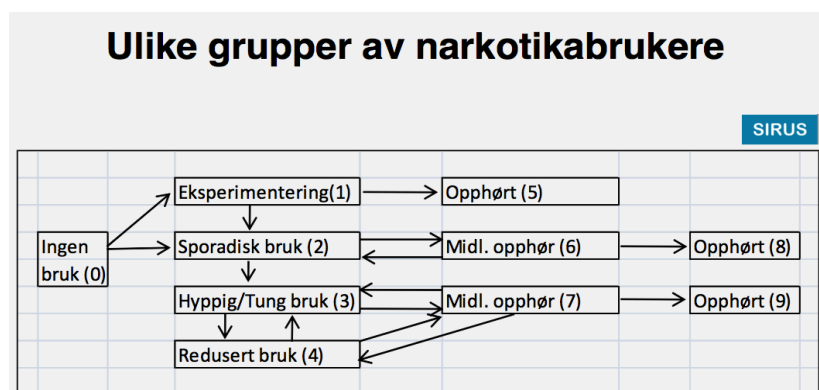 Ulike grupper av narkotikabrukere
SIRUS
Eksperimentering(1)
Opphørt (5)
Ingen
bruk (0)
Sporadisk bruk (2)
Midl. opphør (6)
Opphørt (8)
Hyppig/Tung bruk (3)
Midl. opphør (7)
Opphørt (9)
Redusert bruk (4)